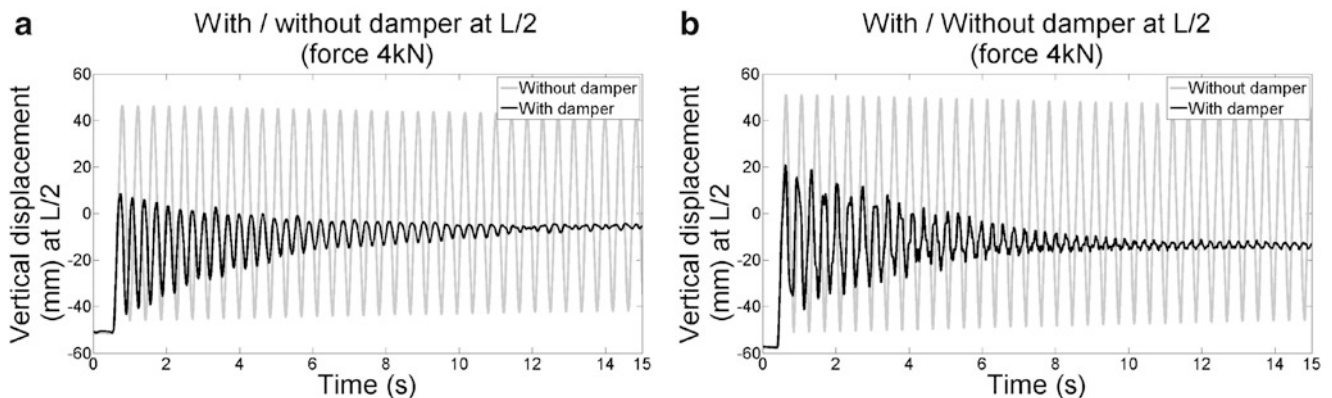 a
With / without damper at L/2
(force 4kN)
Vertical displacement
(mm) at L/2
60
40
20
0
-20
-40
-60
Without damper
With damper
0 2 4 6 8 10 12 14 15
Time (s)
b
With / Without damper at L/2
(force 4kN)
Vertical displacement
(mm) at L/2
60
40
20
0
-20
-40
-60
Without damper
With damper
0 2 4 6 8 10 12 14 15
Time (s)